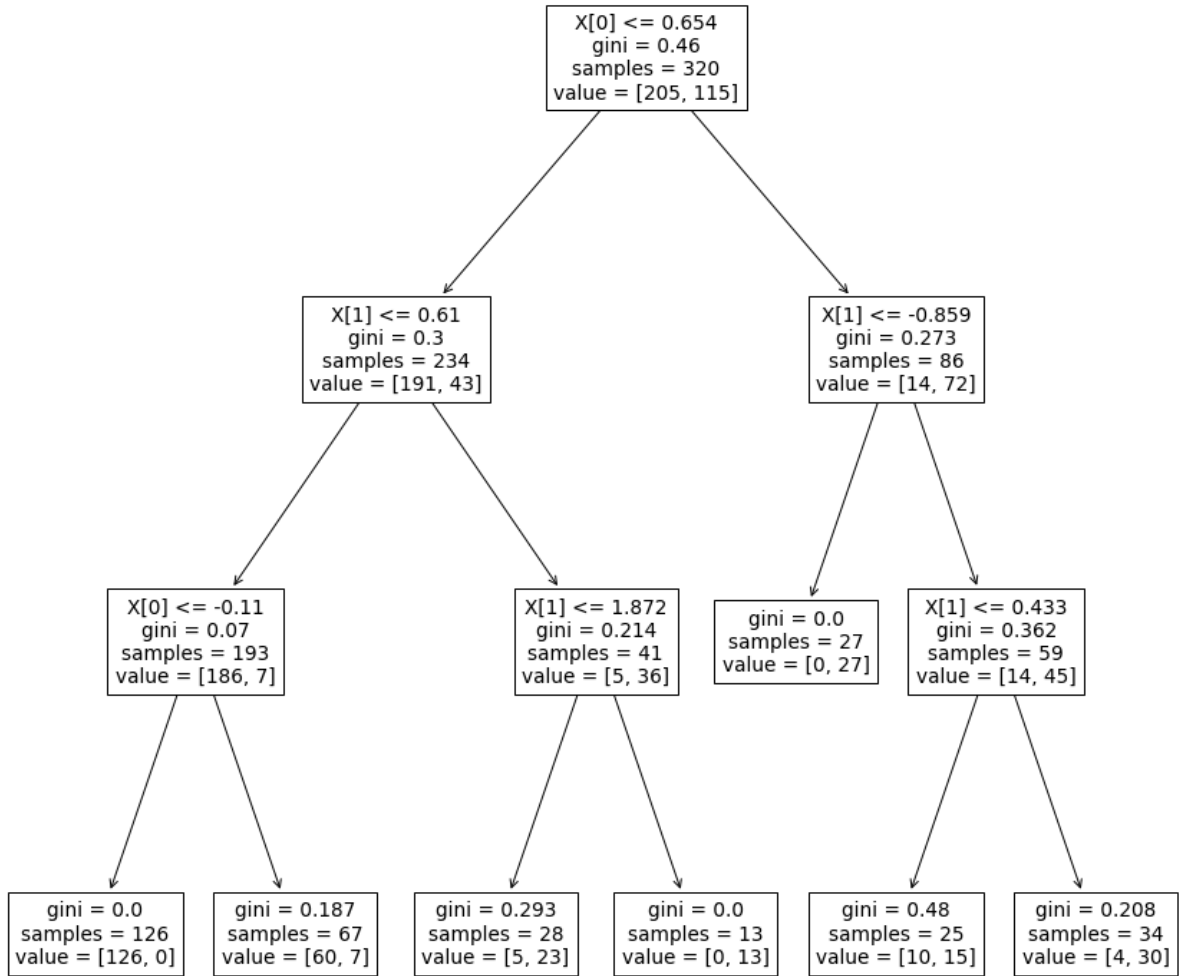 X[0] <= 0.654
gini = 0.46
samples = 320
value = [205, 115]
X[1] <= 0.61
gini = 0.3
samples = 234
value = [191, 43]
X[1] <= -0.859
gini = 0.273
samples = 86
value = [14, 72]
X[0] <= -0.11
gini = 0.07
samples = 193
value = [186, 7]
X[1] <= 1.872
gini = 0.214
samples = 41
value = [5, 36]
gini = 0.0
samples = 27
value = [0, 27]
X[1] <= 0.433
gini = 0.362
samples = 59
value = [14, 45]
gini = 0.0
samples = 126
value = [126, 0]
gini = 0.187
samples = 67
value = [60, 7]
gini = 0.293
samples = 28
value = [5, 23]
gini = 0.0
samples = 13
value = [0, 13]
gini = 0.48
samples = 25
value = [10, 15]
gini = 0.208
samples = 34
value = [4, 30]